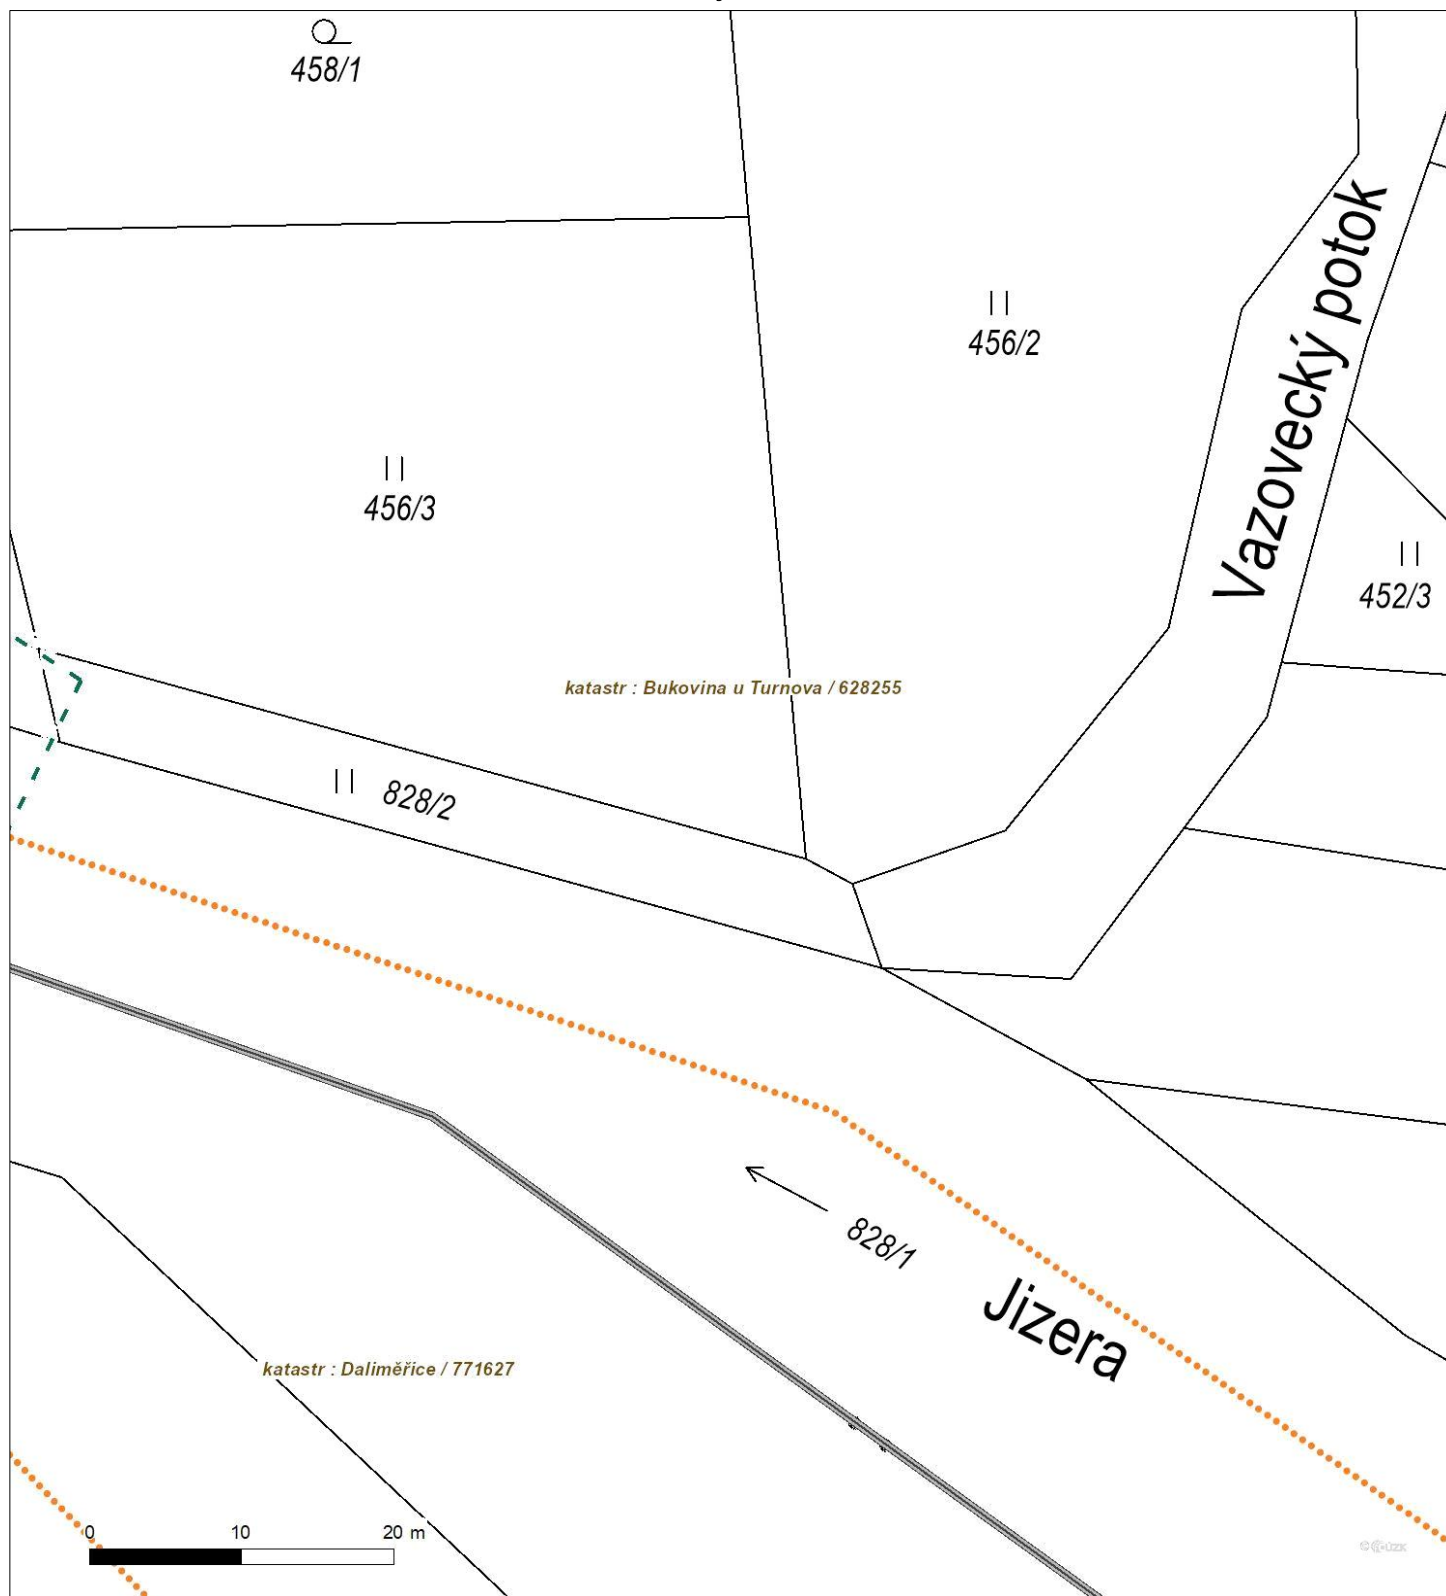 458/1
456/2
Vazovecký potok
456/3
452/3
katastr : Bukovina u Turnova / 628255
828/2
828/1
Jizera
katastr : Daliměřice / 771627
0 10 20 m
© ČÚZK